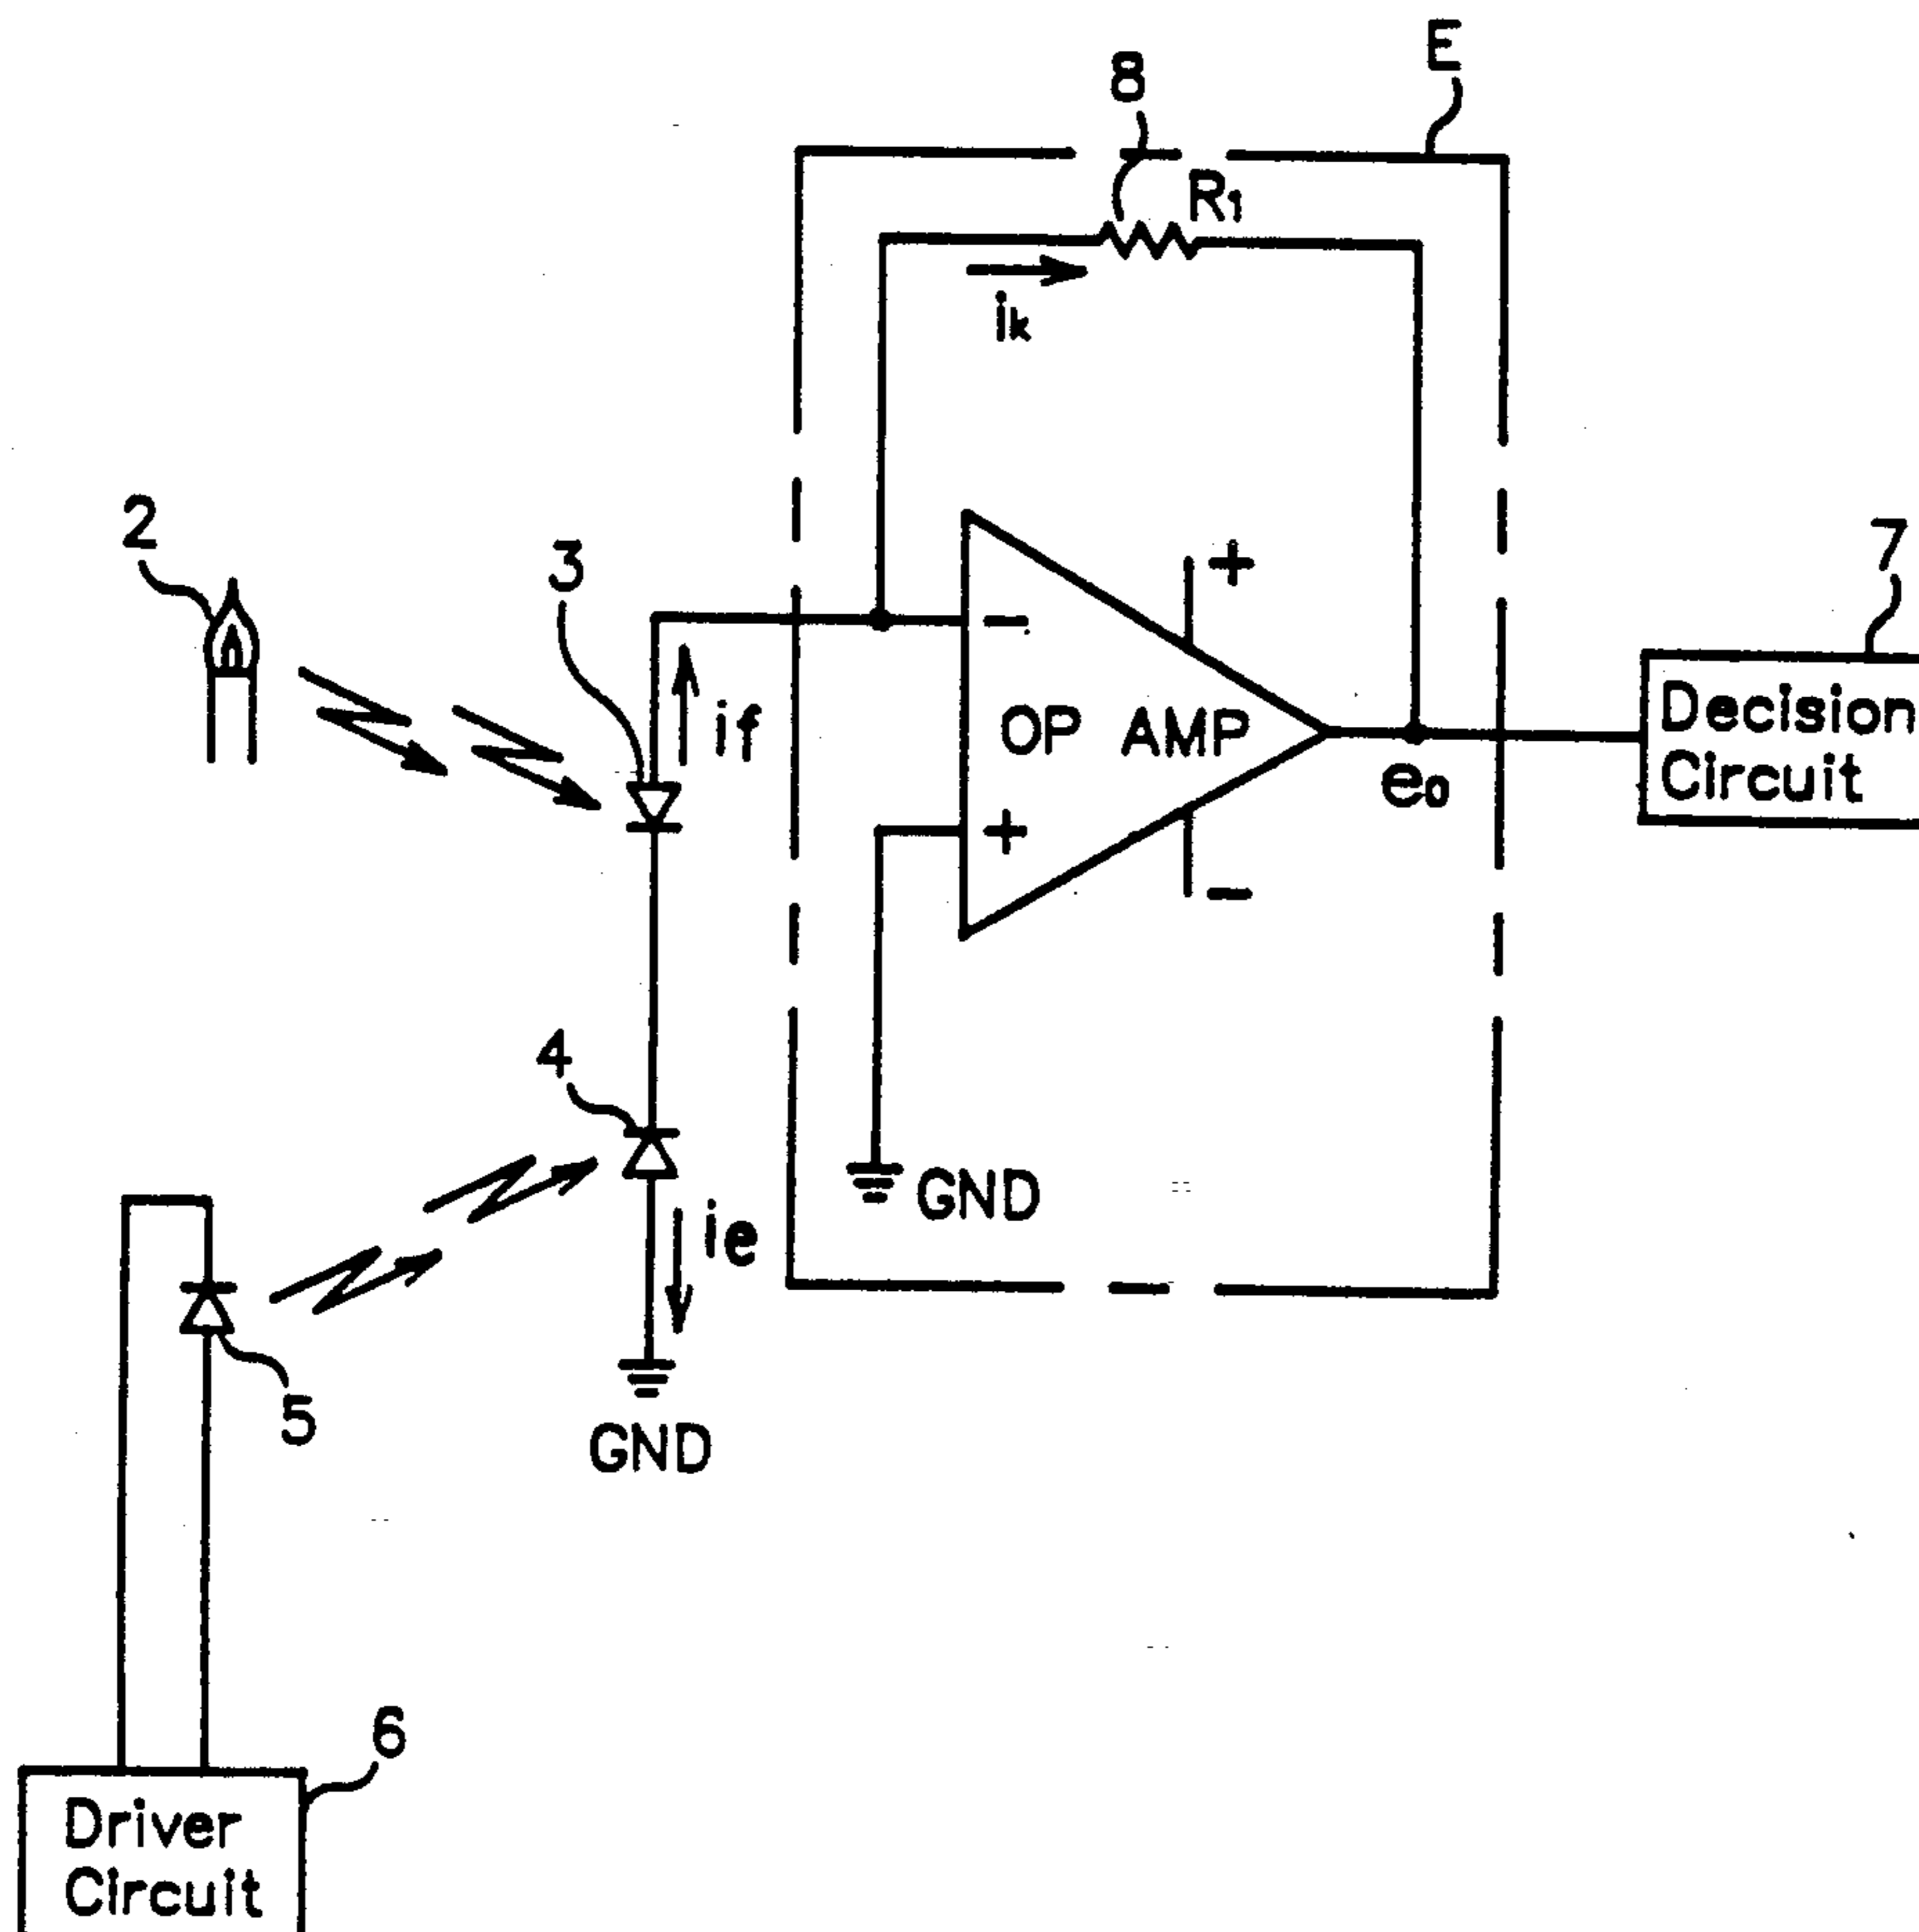 E
8
R1
ik
2
3
7
-
+
if
OP AMP
Decision
Circuit
e0
+
-
4
GND
ie
5
GND
6
Driver
Circuit